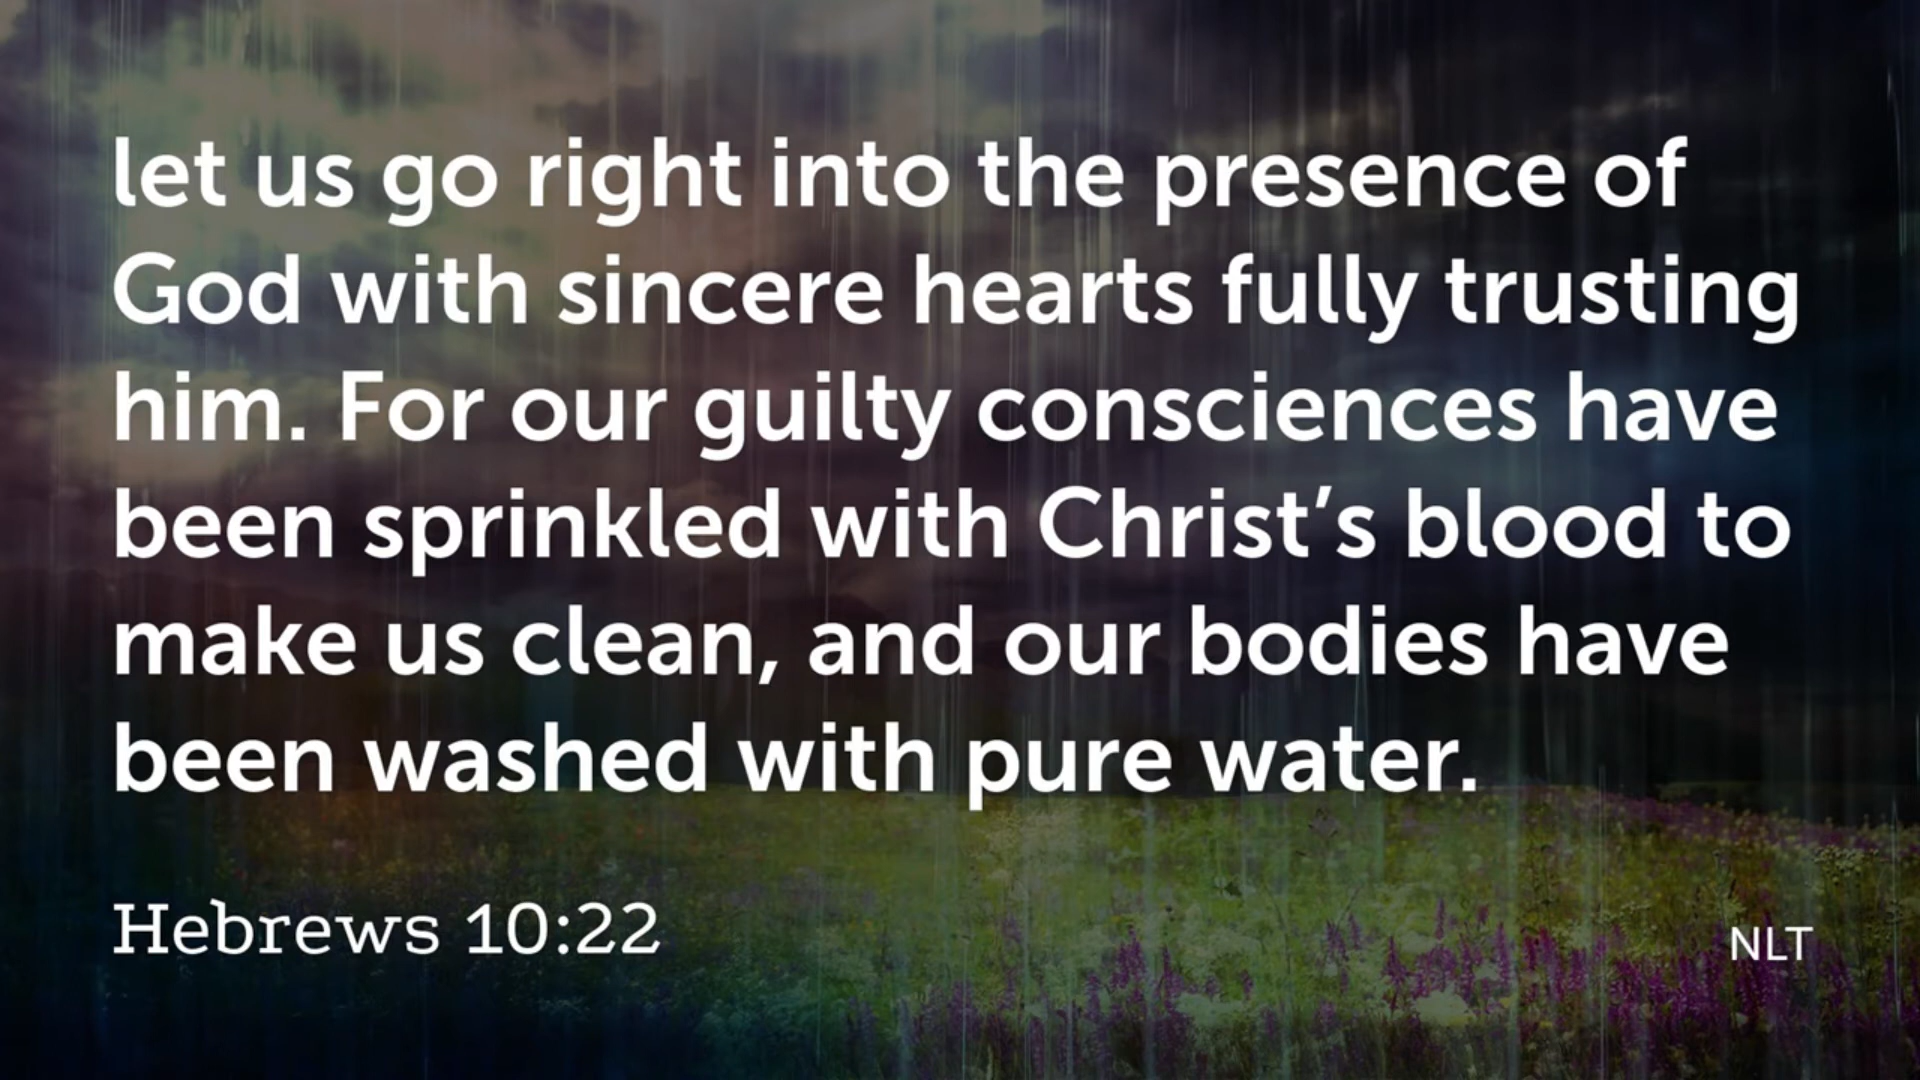 let us go right into the presence of
God with sincere hearts fully trusting
him. For our guilty consciences have
been sprinkled with Christ’s blood to
make us clean, and our bodies have
been washed with pure water.
Hebrews 10:22
NLT